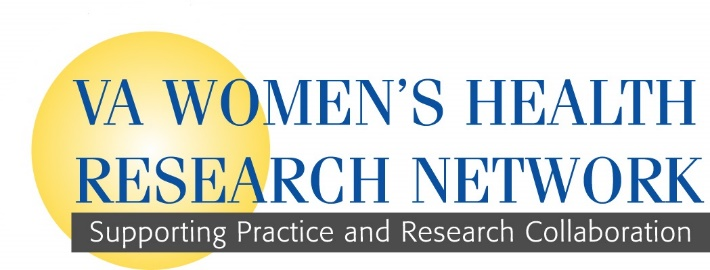 VA WOMEN’S HEALTH
RESEARCH NETWORK
Supporting Practice and Research Collaboration